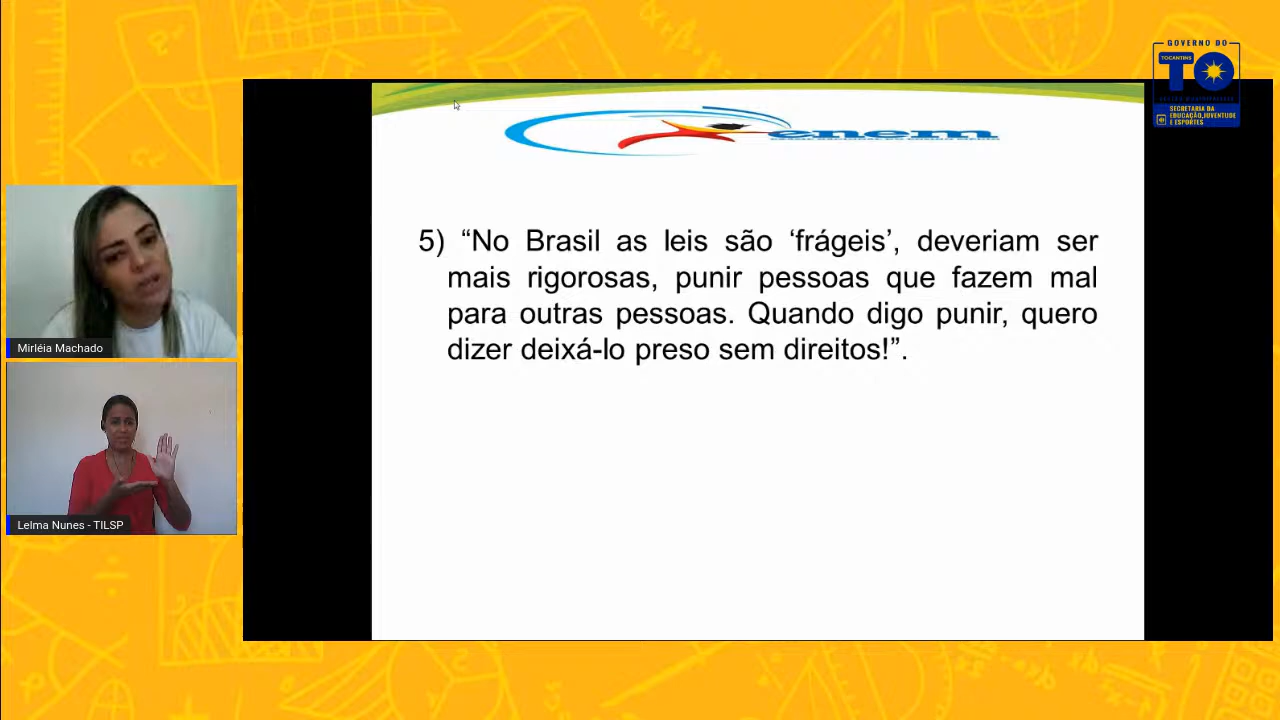 GOVERNO DO
TOCANTINS
TO
SECRETARIA DA
EDUCAÇÃO, JUVENTUDE
E ESPORTES
enem
5) “No Brasil as leis são ‘frágeis’, deveriam ser
mais rigorosas, punir pessoas que fazem mal
para outras pessoas. Quando digo punir, quero
dizer deixá-lo preso sem direitos!”.
Mirléia Machado
Lelma Nunes - TILSP